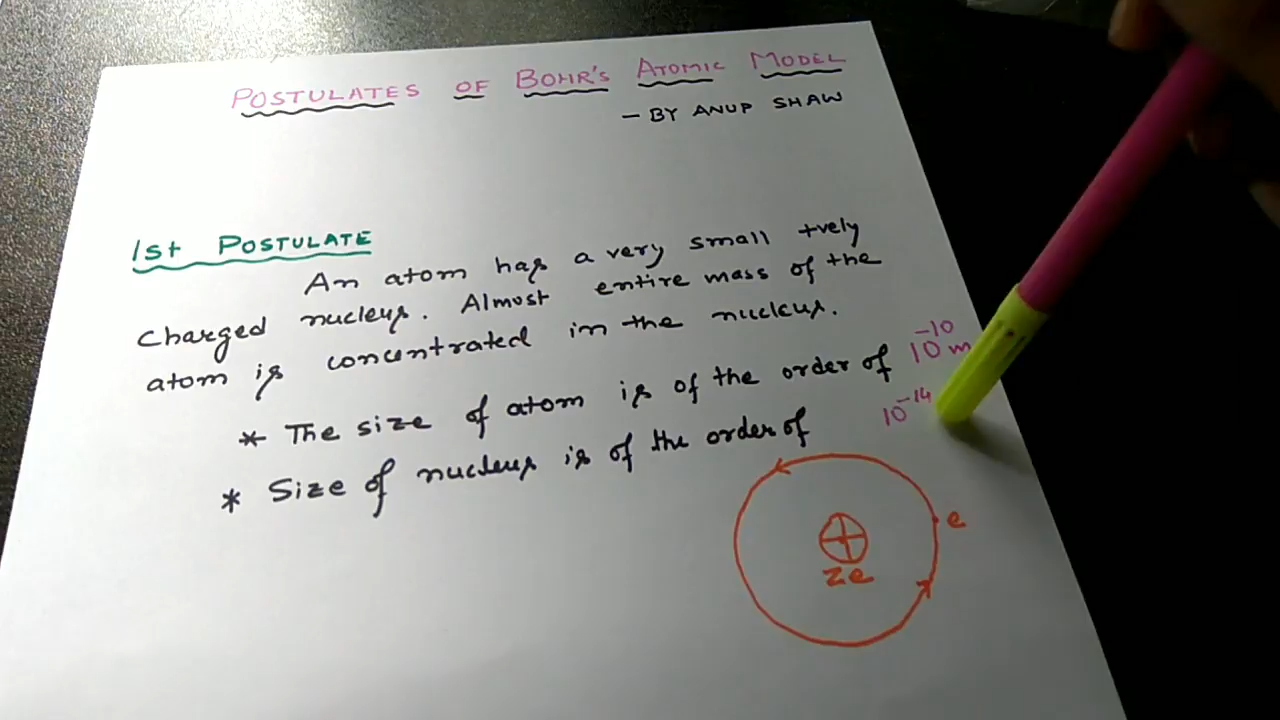 POSTULATES OF BOHR'S ATOMIC MODEL
- BY ANUP SHAW
1st POSTULATE
An atom has a very small +vely
charged nucleus. Almost entire mass of the
atom is concentrated in the nucleus.
* The size of atom is of the order of 10⁻¹⁰ m
* Size of nucleus is of the order of 10⁻¹⁴
e
ze